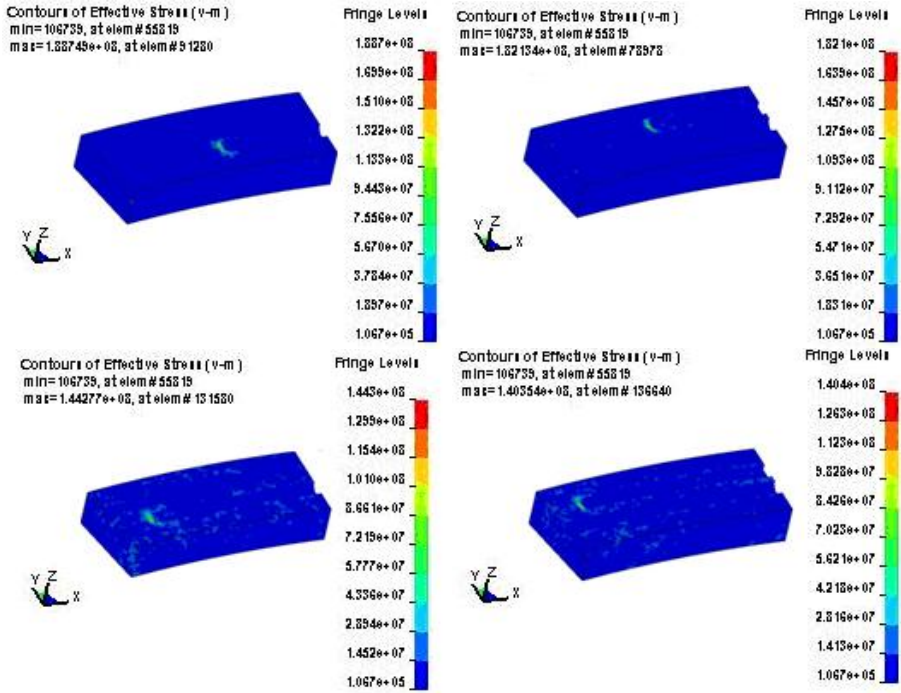 Contours of Effective Stress (v-m)
min=106739, at elem# 55819
max=1.88749e+08, at elem# 91280
Fringe Levels
1.887e+08
1.699e+08
1.510e+08
1.322e+08
1.133e+08
9.443e+07
7.556e+07
5.670e+07
3.784e+07
1.897e+07
1.067e+05
Y Z
X
Contours of Effective Stress (v-m)
min=106739, at elem# 55819
max=1.82134e+08, at elem# 78978
Fringe Levels
1.821e+08
1.639e+08
1.457e+08
1.275e+08
1.093e+08
9.112e+07
7.292e+07
5.471e+07
3.651e+07
1.831e+07
1.067e+05
Y Z
X
Contours of Effective Stress (v-m)
min=106739, at elem# 55819
max=1.44277e+08, at elem# 131580
Fringe Levels
1.443e+08
1.299e+08
1.154e+08
1.010e+08
8.661e+07
7.219e+07
5.777e+07
4.336e+07
2.894e+07
1.452e+07
1.067e+05
Y Z
X
Contours of Effective Stress (v-m)
min=106739, at elem# 55819
max=1.40354e+08, at elem# 136640
Fringe Levels
1.404e+08
1.263e+08
1.123e+08
9.828e+07
8.426e+07
7.023e+07
5.621e+07
4.218e+07
2.816e+07
1.413e+07
1.067e+05
Y Z
X